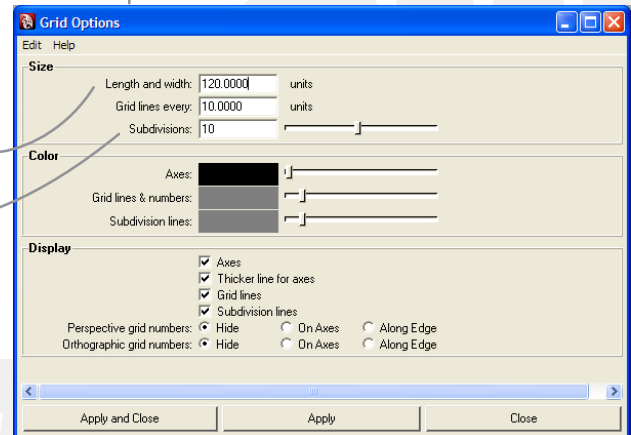 Grid Options
Edit Help
Size
Length and width: 120.0000 units
Grid lines every: 10.0000 units
Subdivisions: 10
Color
Axes:
Grid lines & numbers:
Subdivision lines:
Display
Axes
Thicker line for axes
Grid lines
Subdivision lines
Perspective grid numbers: Hide On Axes Along Edge
Orthographic grid numbers: Hide On Axes Along Edge
Apply and Close Apply Close